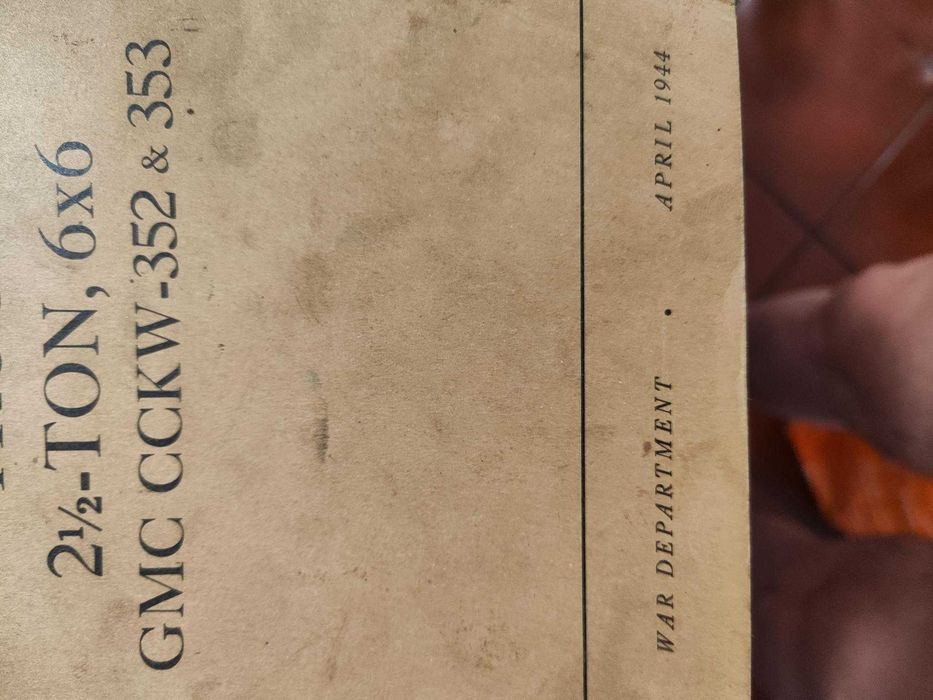 2½-TON, 6x6
GMC CCKW-352 & 353
WAR DEPARTMENT • APRIL 1944